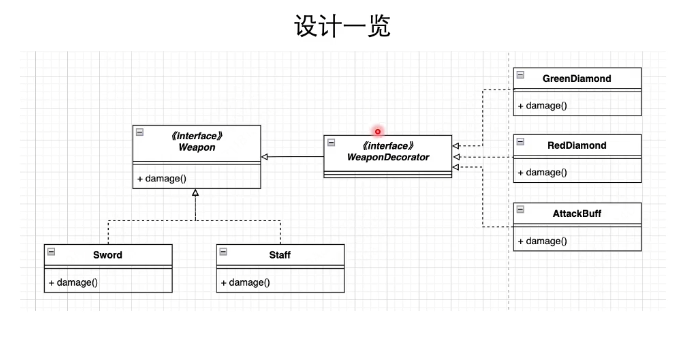 设计一览
GreenDiamond
+ damage()
《interface》
Weapon
+ damage()
《interface》
WeaponDecorator
RedDiamond
+ damage()
AttackBuff
+ damage()
Sword
+ damage()
Staff
+ damage()